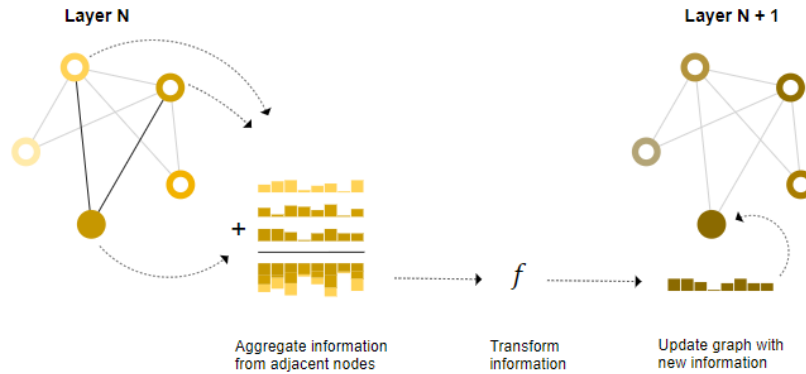 Layer N
Layer N + 1
+
f
Aggregate information
from adjacent nodes
Transform
information
Update graph with
new information